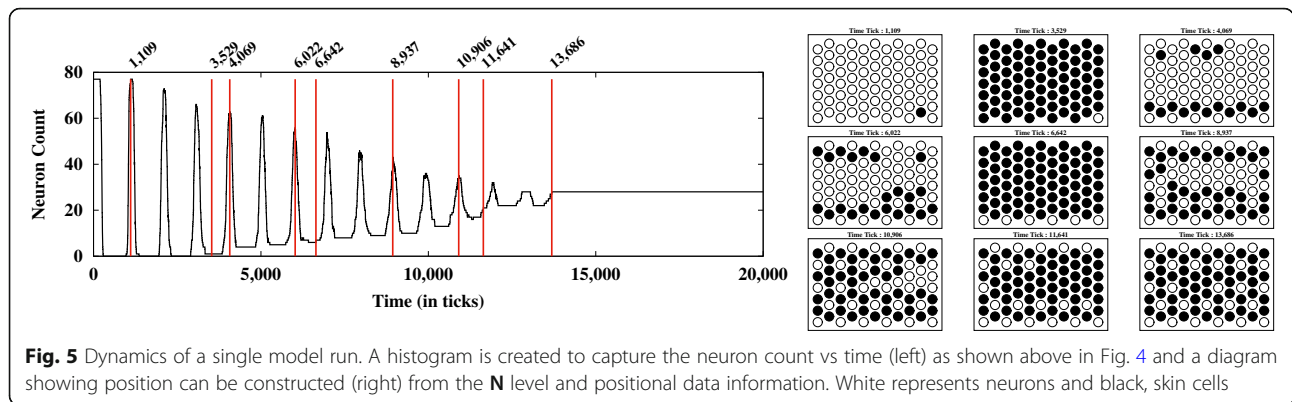 1,109 3,529 4,069 6,022 6,642 8,937 10,906 11,641 13,686
80
60
40
20
0
Neuron Count
0 5,000 10,000 15,000 20,000
Time (in ticks)
Time Tick : 1,109 Time Tick : 3,529 Time Tick : 4,069
Time Tick : 6,022 Time Tick : 6,642 Time Tick : 8,937
Time Tick : 10,906 Time Tick : 11,641 Time Tick : 13,686
Fig. 5 Dynamics of a single model run. A histogram is created to capture the neuron count vs time (left) as shown above in Fig. 4 and a diagram
showing position can be constructed (right) from the N level and positional data information. White represents neurons and black, skin cells